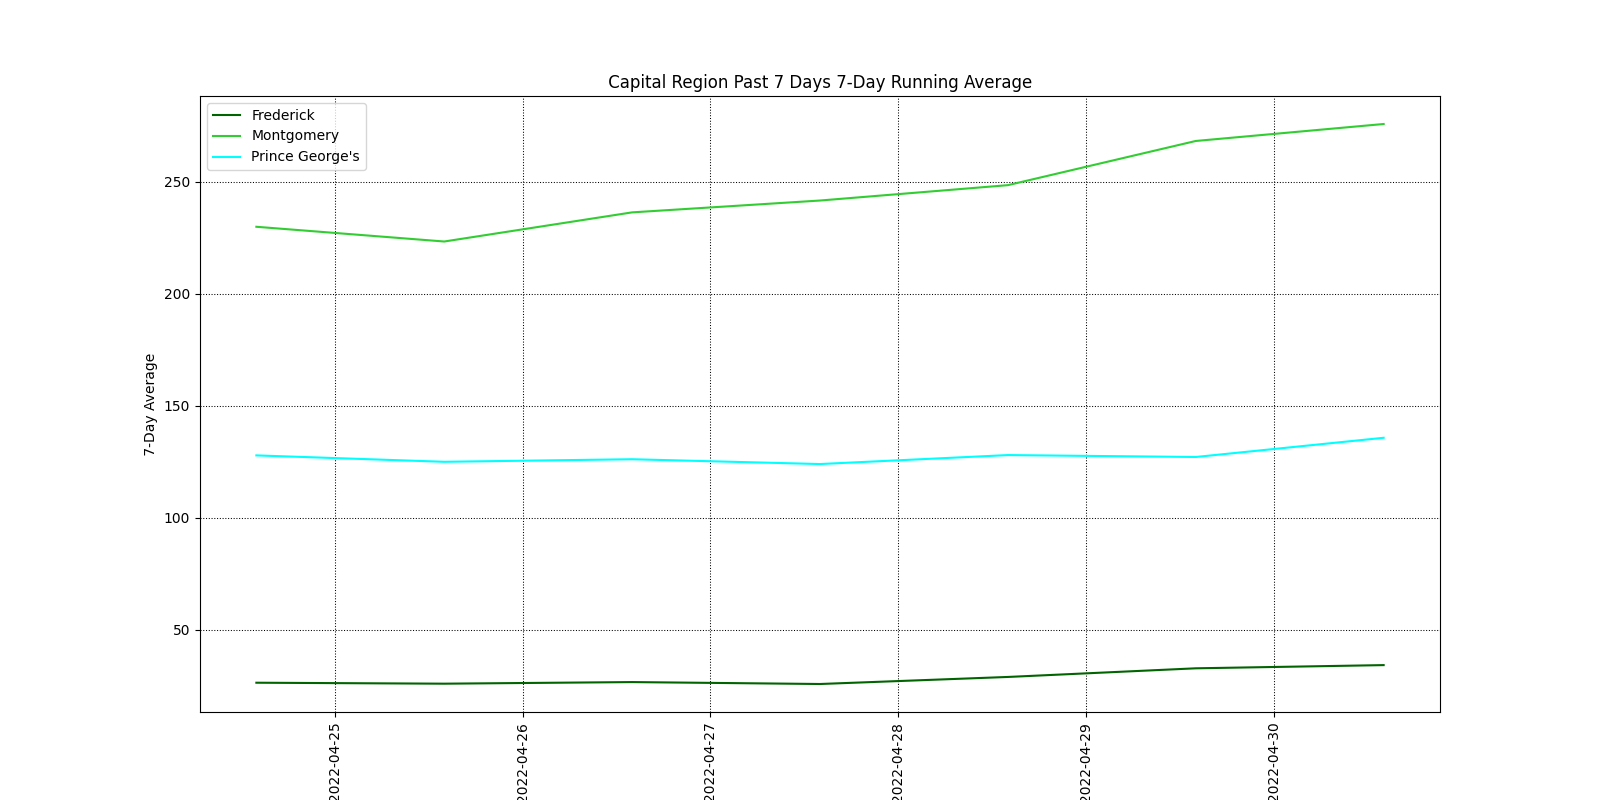 Capital Region Past 7 Days 7-Day Running Average
Frederick
Montgomery
Prince George's
250
200
150
100
50
7-Day Average
2022-04-25
2022-04-26
2022-04-27
2022-04-28
2022-04-29
2022-04-30